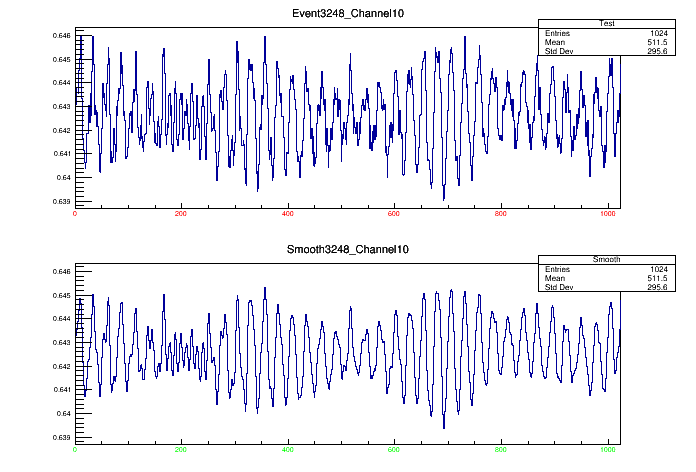 Event3248_Channel10
Test
Entries 1024
Mean 511.5
Std Dev 295.6
0.646
0.645
0.644
0.643
0.642
0.641
0.64
0.639
0 200 400 600 800 1000
Smooth3248_Channel10
Smooth
Entries 1024
Mean 511.5
Std Dev 295.6
0.646
0.645
0.644
0.643
0.642
0.641
0.64
0.639
0 200 400 600 800 1000